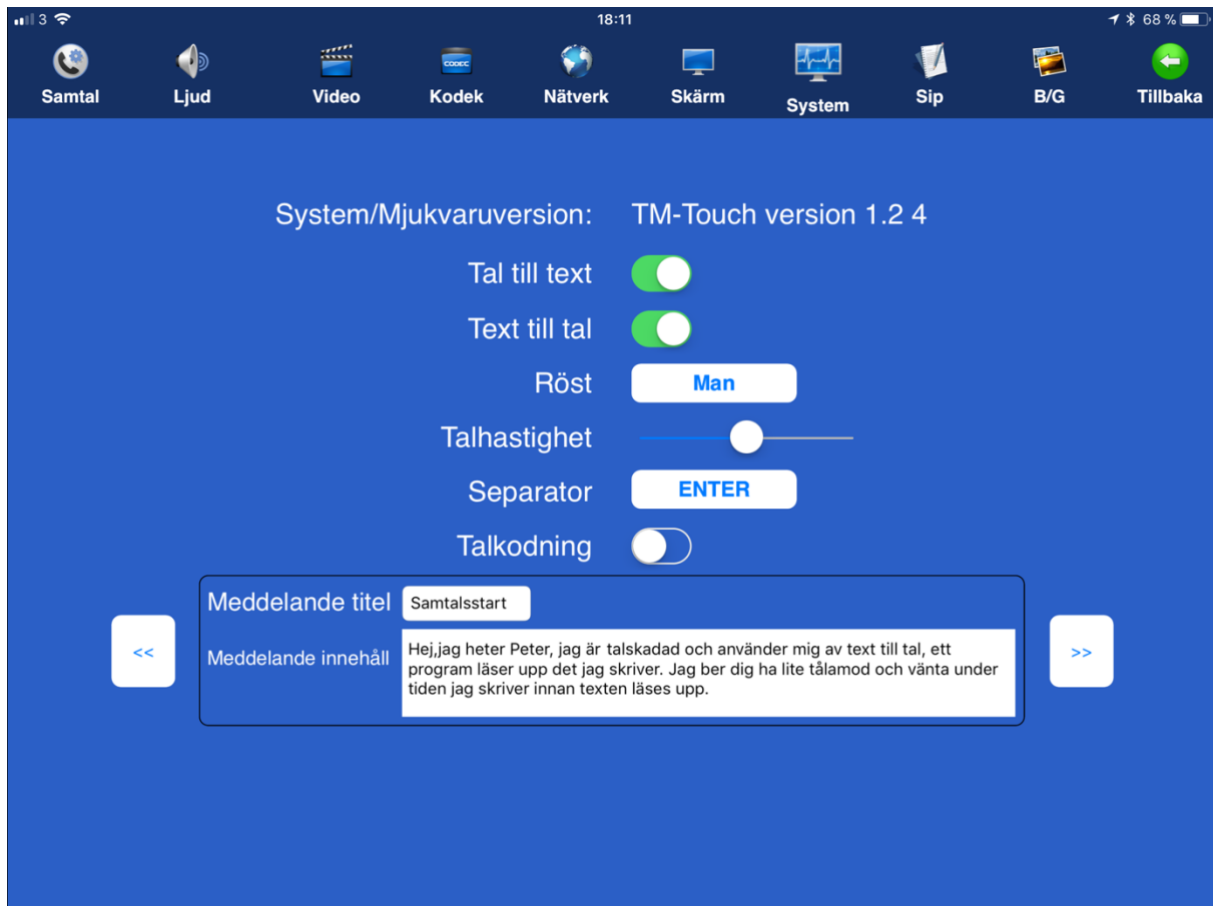 3 18:11 68 %
CODEC
Samtal Ljud Video Kodek Nätverk Skärm System Sip B/G Tillbaka
System/Mjukvaruversion: TM-Touch version 1.2 4
Tal till text
Text till tal
Röst Man
Talhastighet
Separator ENTER
Talkodning
Meddelande titel Samtalsstart
<< Meddelande innehåll >>
Hej,jag heter Peter, jag är talskadad och använder mig av text till tal, ett
program läser upp det jag skriver. Jag ber dig ha lite tålamod och vänta under
tiden jag skriver innan texten läses upp.